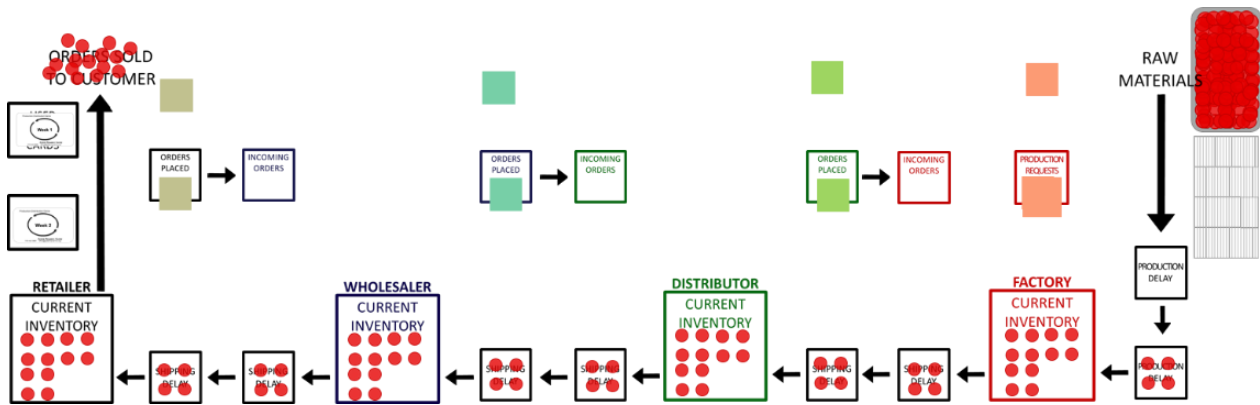 ORDERS SOLD
TO CUSTOMER
RAW
MATERIALS
Week 1
CARDS
ORDERS
PLACED
INCOMING
ORDERS
ORDERS
PLACED
INCOMING
ORDERS
ORDERS
PLACED
INCOMING
ORDERS
PRODUCTION
REQUESTS
Week 2
PRODUCTION
DELAY
RETAILER
CURRENT
INVENTORY
WHOLESALER
CURRENT
INVENTORY
DISTRIBUTOR
CURRENT
INVENTORY
FACTORY
CURRENT
INVENTORY
SHIPPING
DELAY
SHIPPING
DELAY
SHIPPING
DELAY
SHIPPING
DELAY
SHIPPING
DELAY
SHIPPING
DELAY
PRODUCTION
DELAY